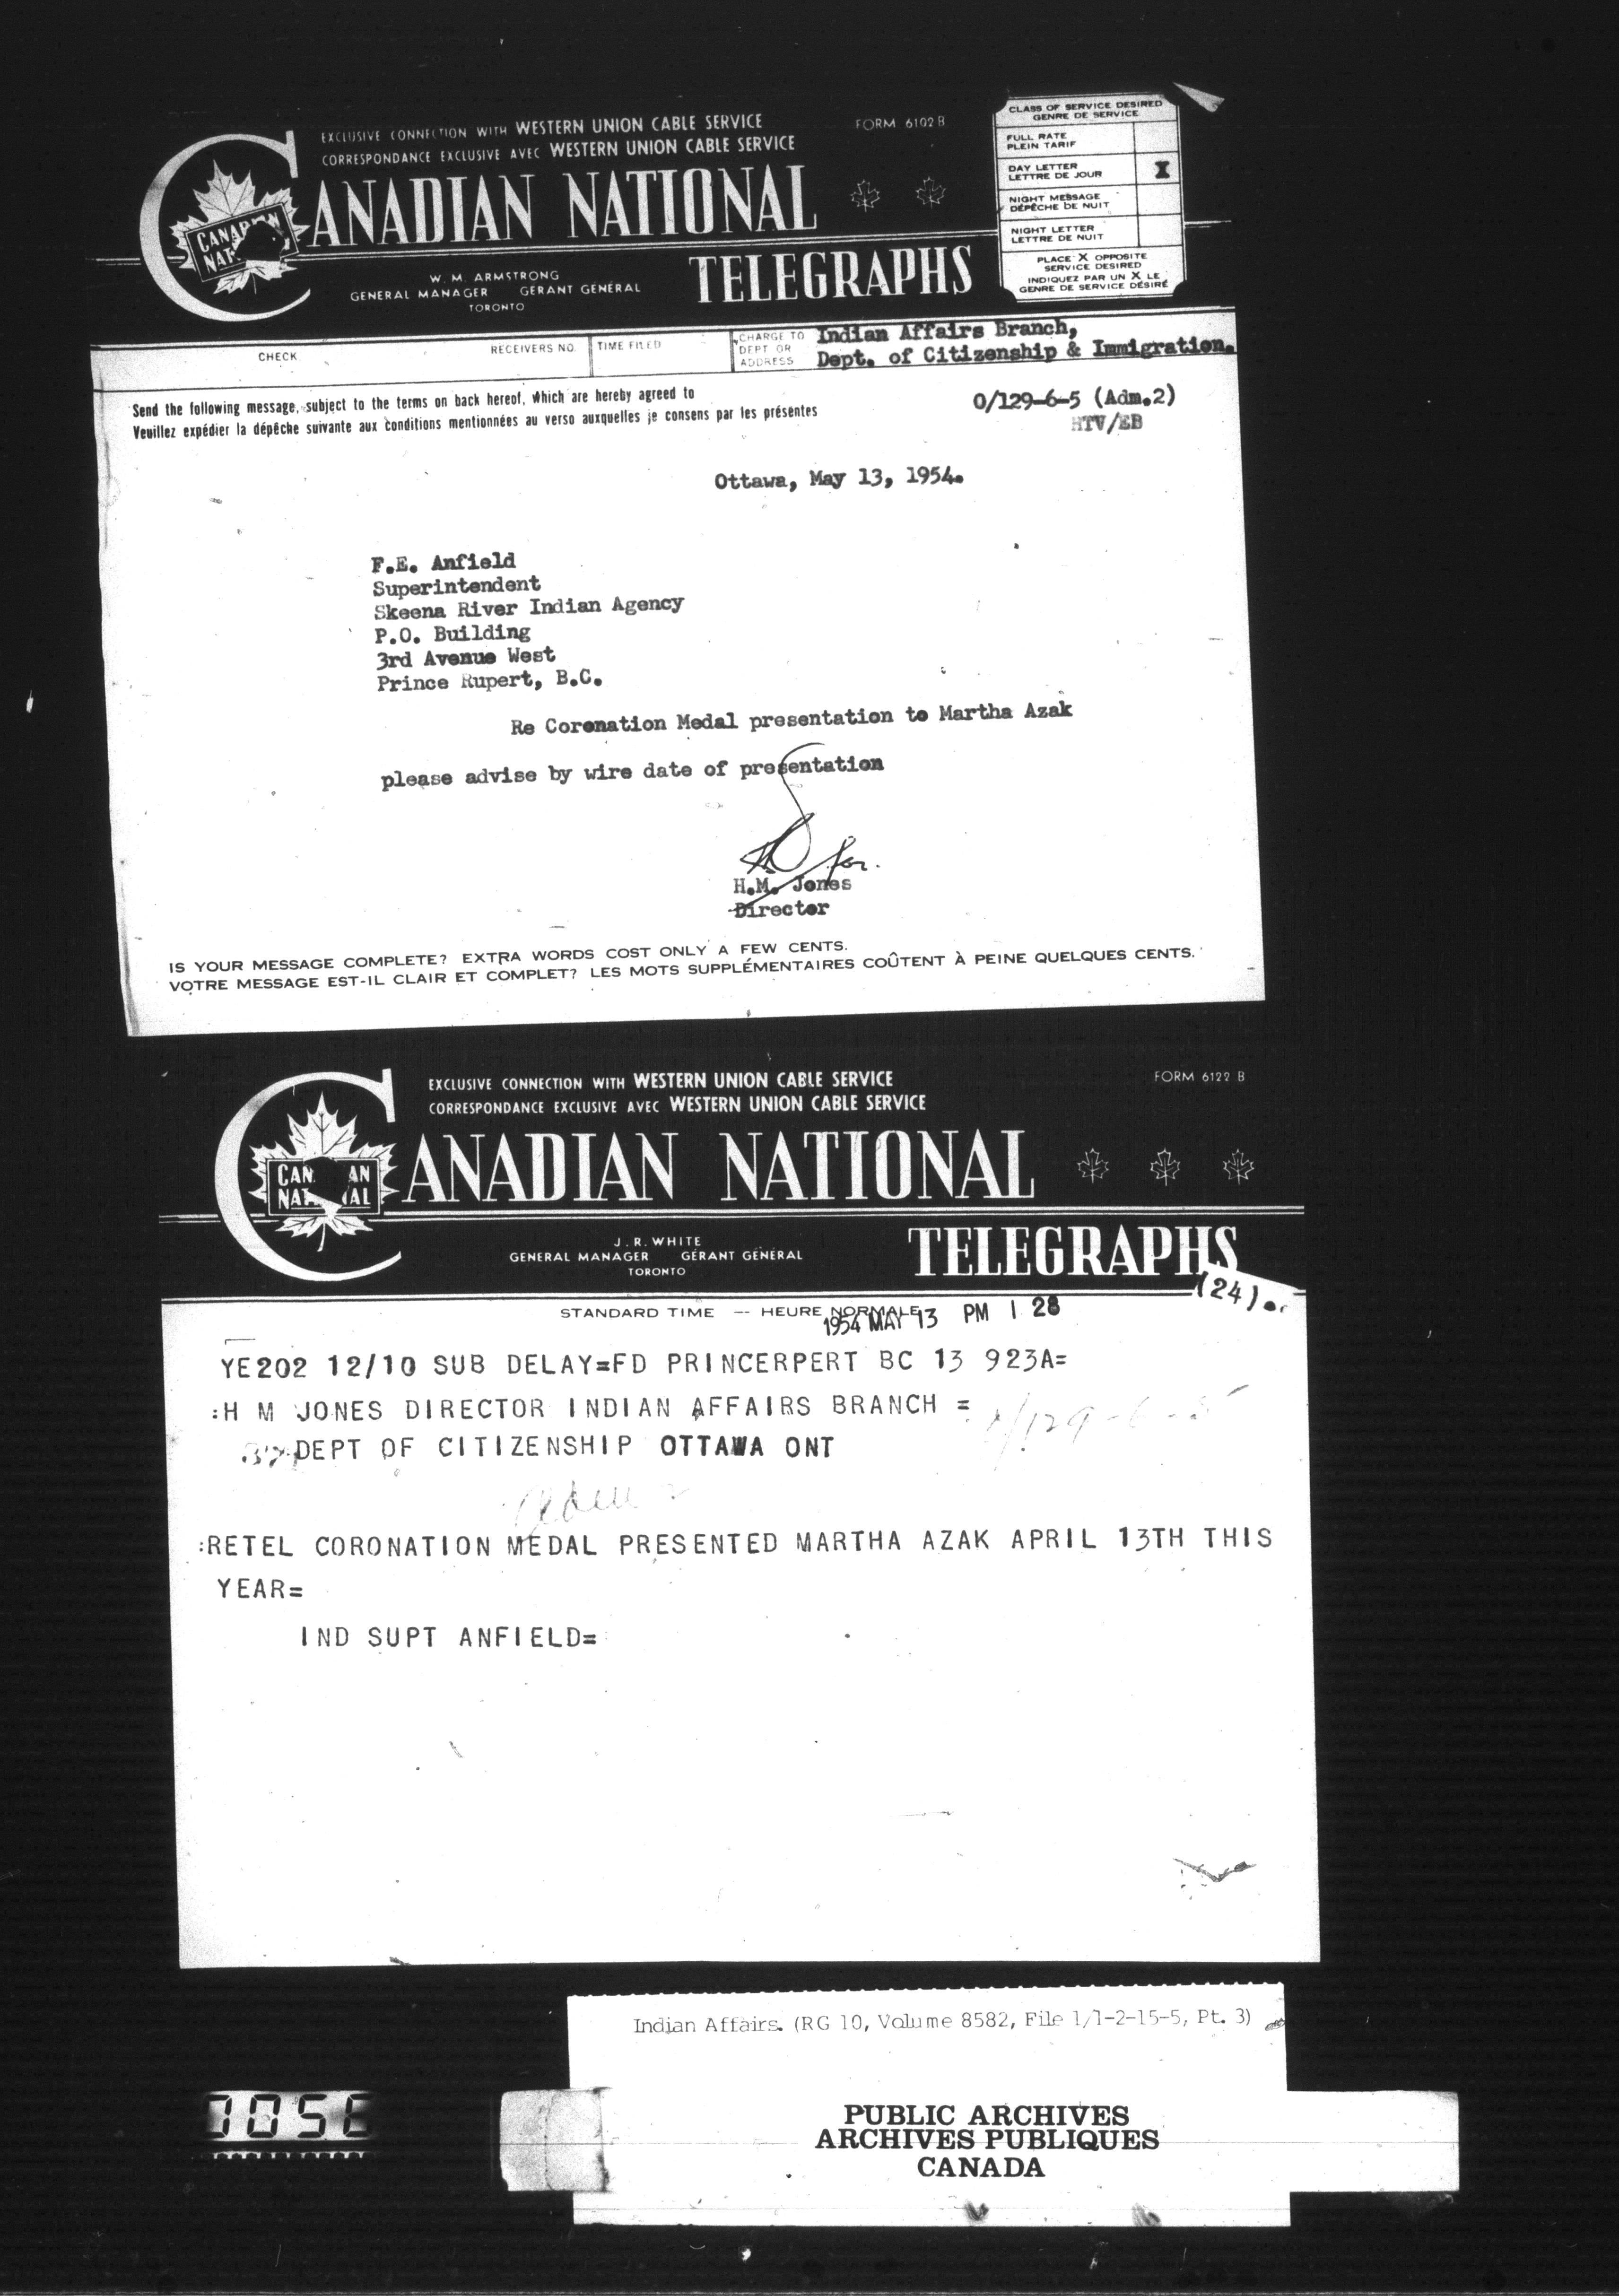 EXCLUSIVE CONNECTION WITH WESTERN UNION CABLE SERVICE
CORRESPONDANCE EXCLUSIVE AVEC WESTERN UNION CABLE SERVICE
FORM 6102 B
CANADIAN NATIONAL
TELEGRAPHS
W. M. ARMSTRONG
GENERAL MANAGER GERANT GENERAL
TORONTO
CLASS OF SERVICE DESIRED
GENRE DE SERVICE
FULL RATE
PLEIN TARIF
DAY LETTER
LETTRE DE JOUR X
NIGHT MESSAGE
DÉPÊCHE DE NUIT
NIGHT LETTER
LETTRE DE NUIT
PLACE X OPPOSITE
SERVICE DESIRED
INDIQUEZ PAR UN X LE
GENRE DE SERVICE DÉSIRÉ
CHECK
RECEIVERS NO.
TIME FILED
CHARGE TO
DEPT OR
ADDRESS
Indian Affairs Branch,
Dept. of Citizenship & Immigration.
Send the following message, subject to the terms on back hereof, which are hereby agreed to
Veuillez expédier la dépêche suivante aux conditions mentionnées au verso auxquelles je consens par les présentes
0/129-6-5 (Adm.2)
HTV/EB
Ottawa, May 13, 1954.
F.E. Anfield
Superintendent
Skeena River Indian Agency
P.O. Building
3rd Avenue West
Prince Rupert, B.C.
Re Coronation Medal presentation to Martha Azak
please advise by wire date of presentation
for.
H.M. Jones
Director
IS YOUR MESSAGE COMPLETE? EXTRA WORDS COST ONLY A FEW CENTS.
VOTRE MESSAGE EST-IL CLAIR ET COMPLET? LES MOTS SUPPLÉMENTAIRES COÛTENT À PEINE QUELQUES CENTS.
EXCLUSIVE CONNECTION WITH WESTERN UNION CABLE SERVICE
CORRESPONDANCE EXCLUSIVE AVEC WESTERN UNION CABLE SERVICE
FORM 6122 B
CANADIAN NATIONAL
TELEGRAPHS
J. R. WHITE
GENERAL MANAGER GÉRANT GÉNÉRAL
TORONTO
(24)
STANDARD TIME — HEURE NORMALE
1954 MAY 13 PM 1 28
YE202 12/10 SUB DELAY=FD PRINCERPERT BC 13 923A=
:H M JONES DIRECTOR INDIAN AFFAIRS BRANCH =
DEPT OF CITIZENSHIP OTTAWA ONT
/129-6-5
:RETEL CORONATION MEDAL PRESENTED MARTHA AZAK APRIL 13TH THIS
YEAR=
IND SUPT ANFIELD=
Indian Affairs. (RG 10, Volume 8582, File 1/1-2-15-5, Pt. 3)
PUBLIC ARCHIVES
ARCHIVES PUBLIQUES
CANADA